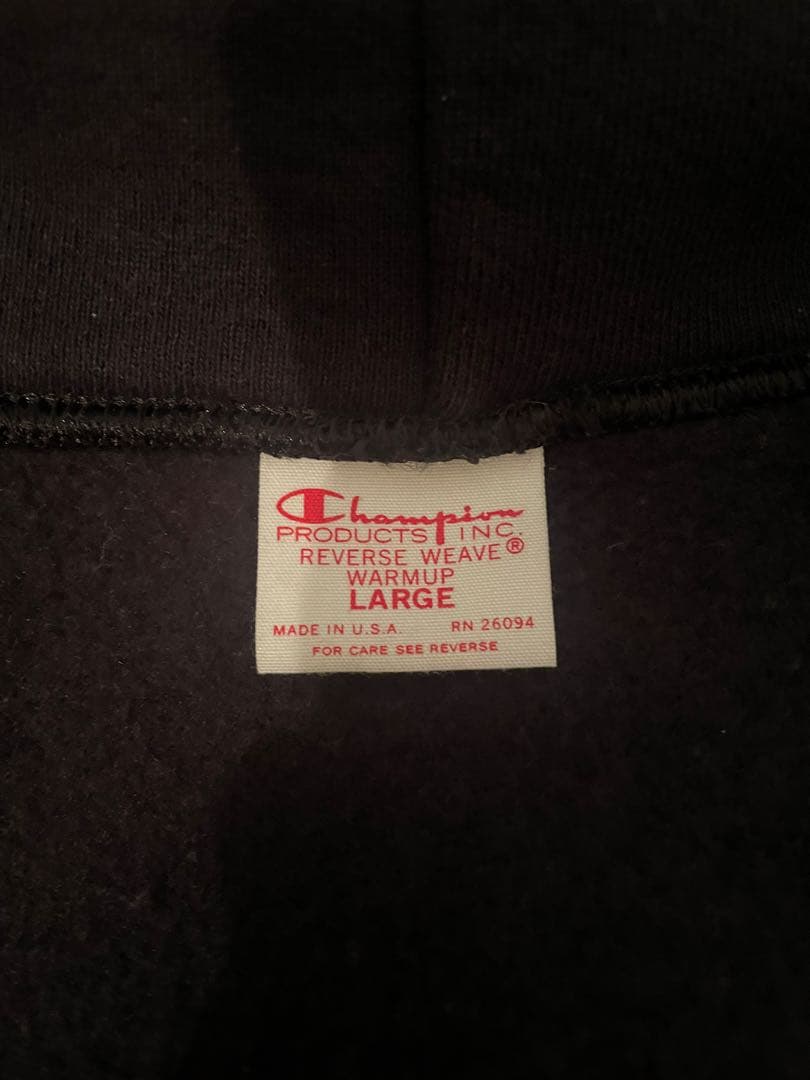 Champion
PRODUCTS INC.
REVERSE WEAVE®
WARMUP
LARGE
MADE IN U.S.A. RN 26094
FOR CARE SEE REVERSE